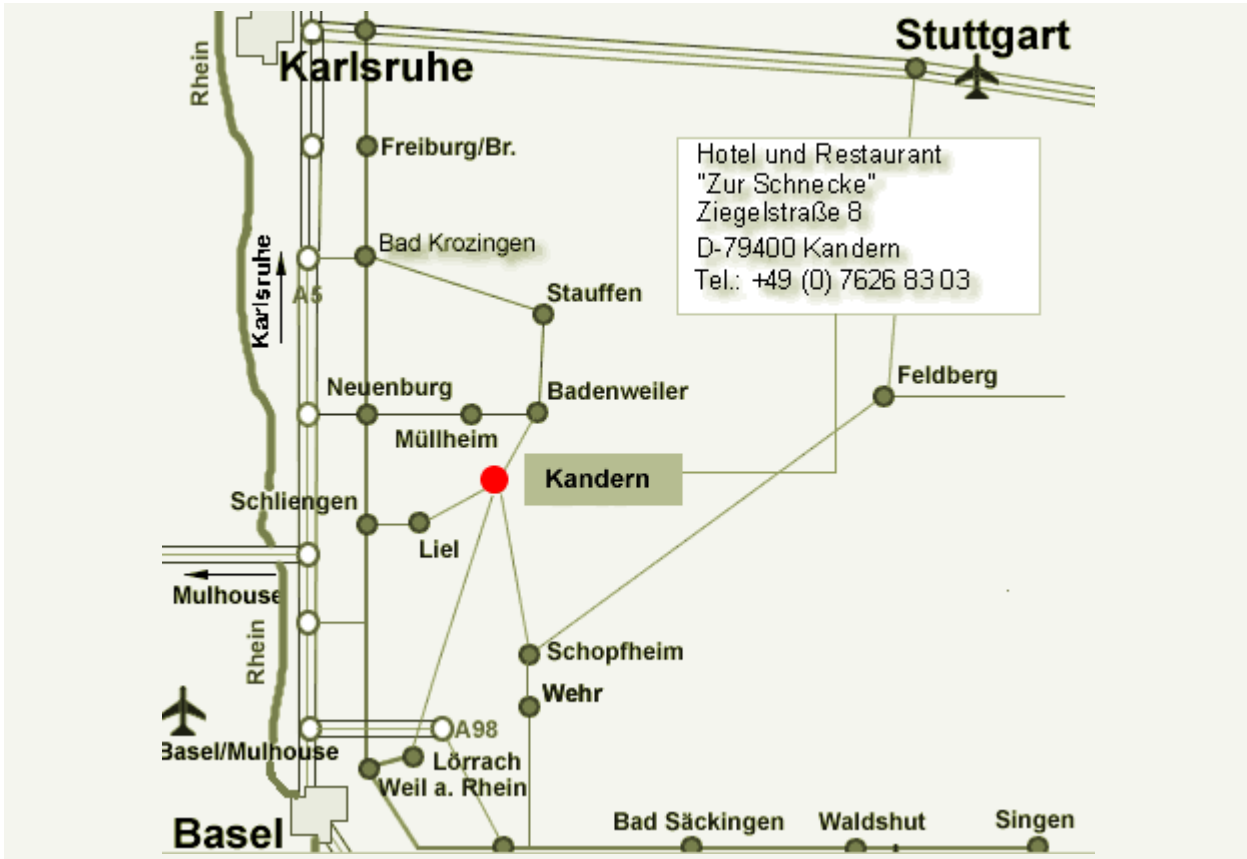 Stuttgart
Karlsruhe
Rhein
Freiburg/Br.
Hotel und Restaurant
"Zur Schnecke"
Ziegelstraße 8
D-79400 Kandern
Tel.: +49 (0) 7626 83 03
Bad Krozingen
Karlsruhe
A5
Stauffen
Neuenburg
Badenweiler
Feldberg
Müllheim
Kandern
Schliengen
Liel
Mulhouse
Rhein
Schopfheim
Wehr
A98
Basel/Mulhouse
Lörrach
Weil a. Rhein
Basel
Bad Säckingen
Waldshut
Singen